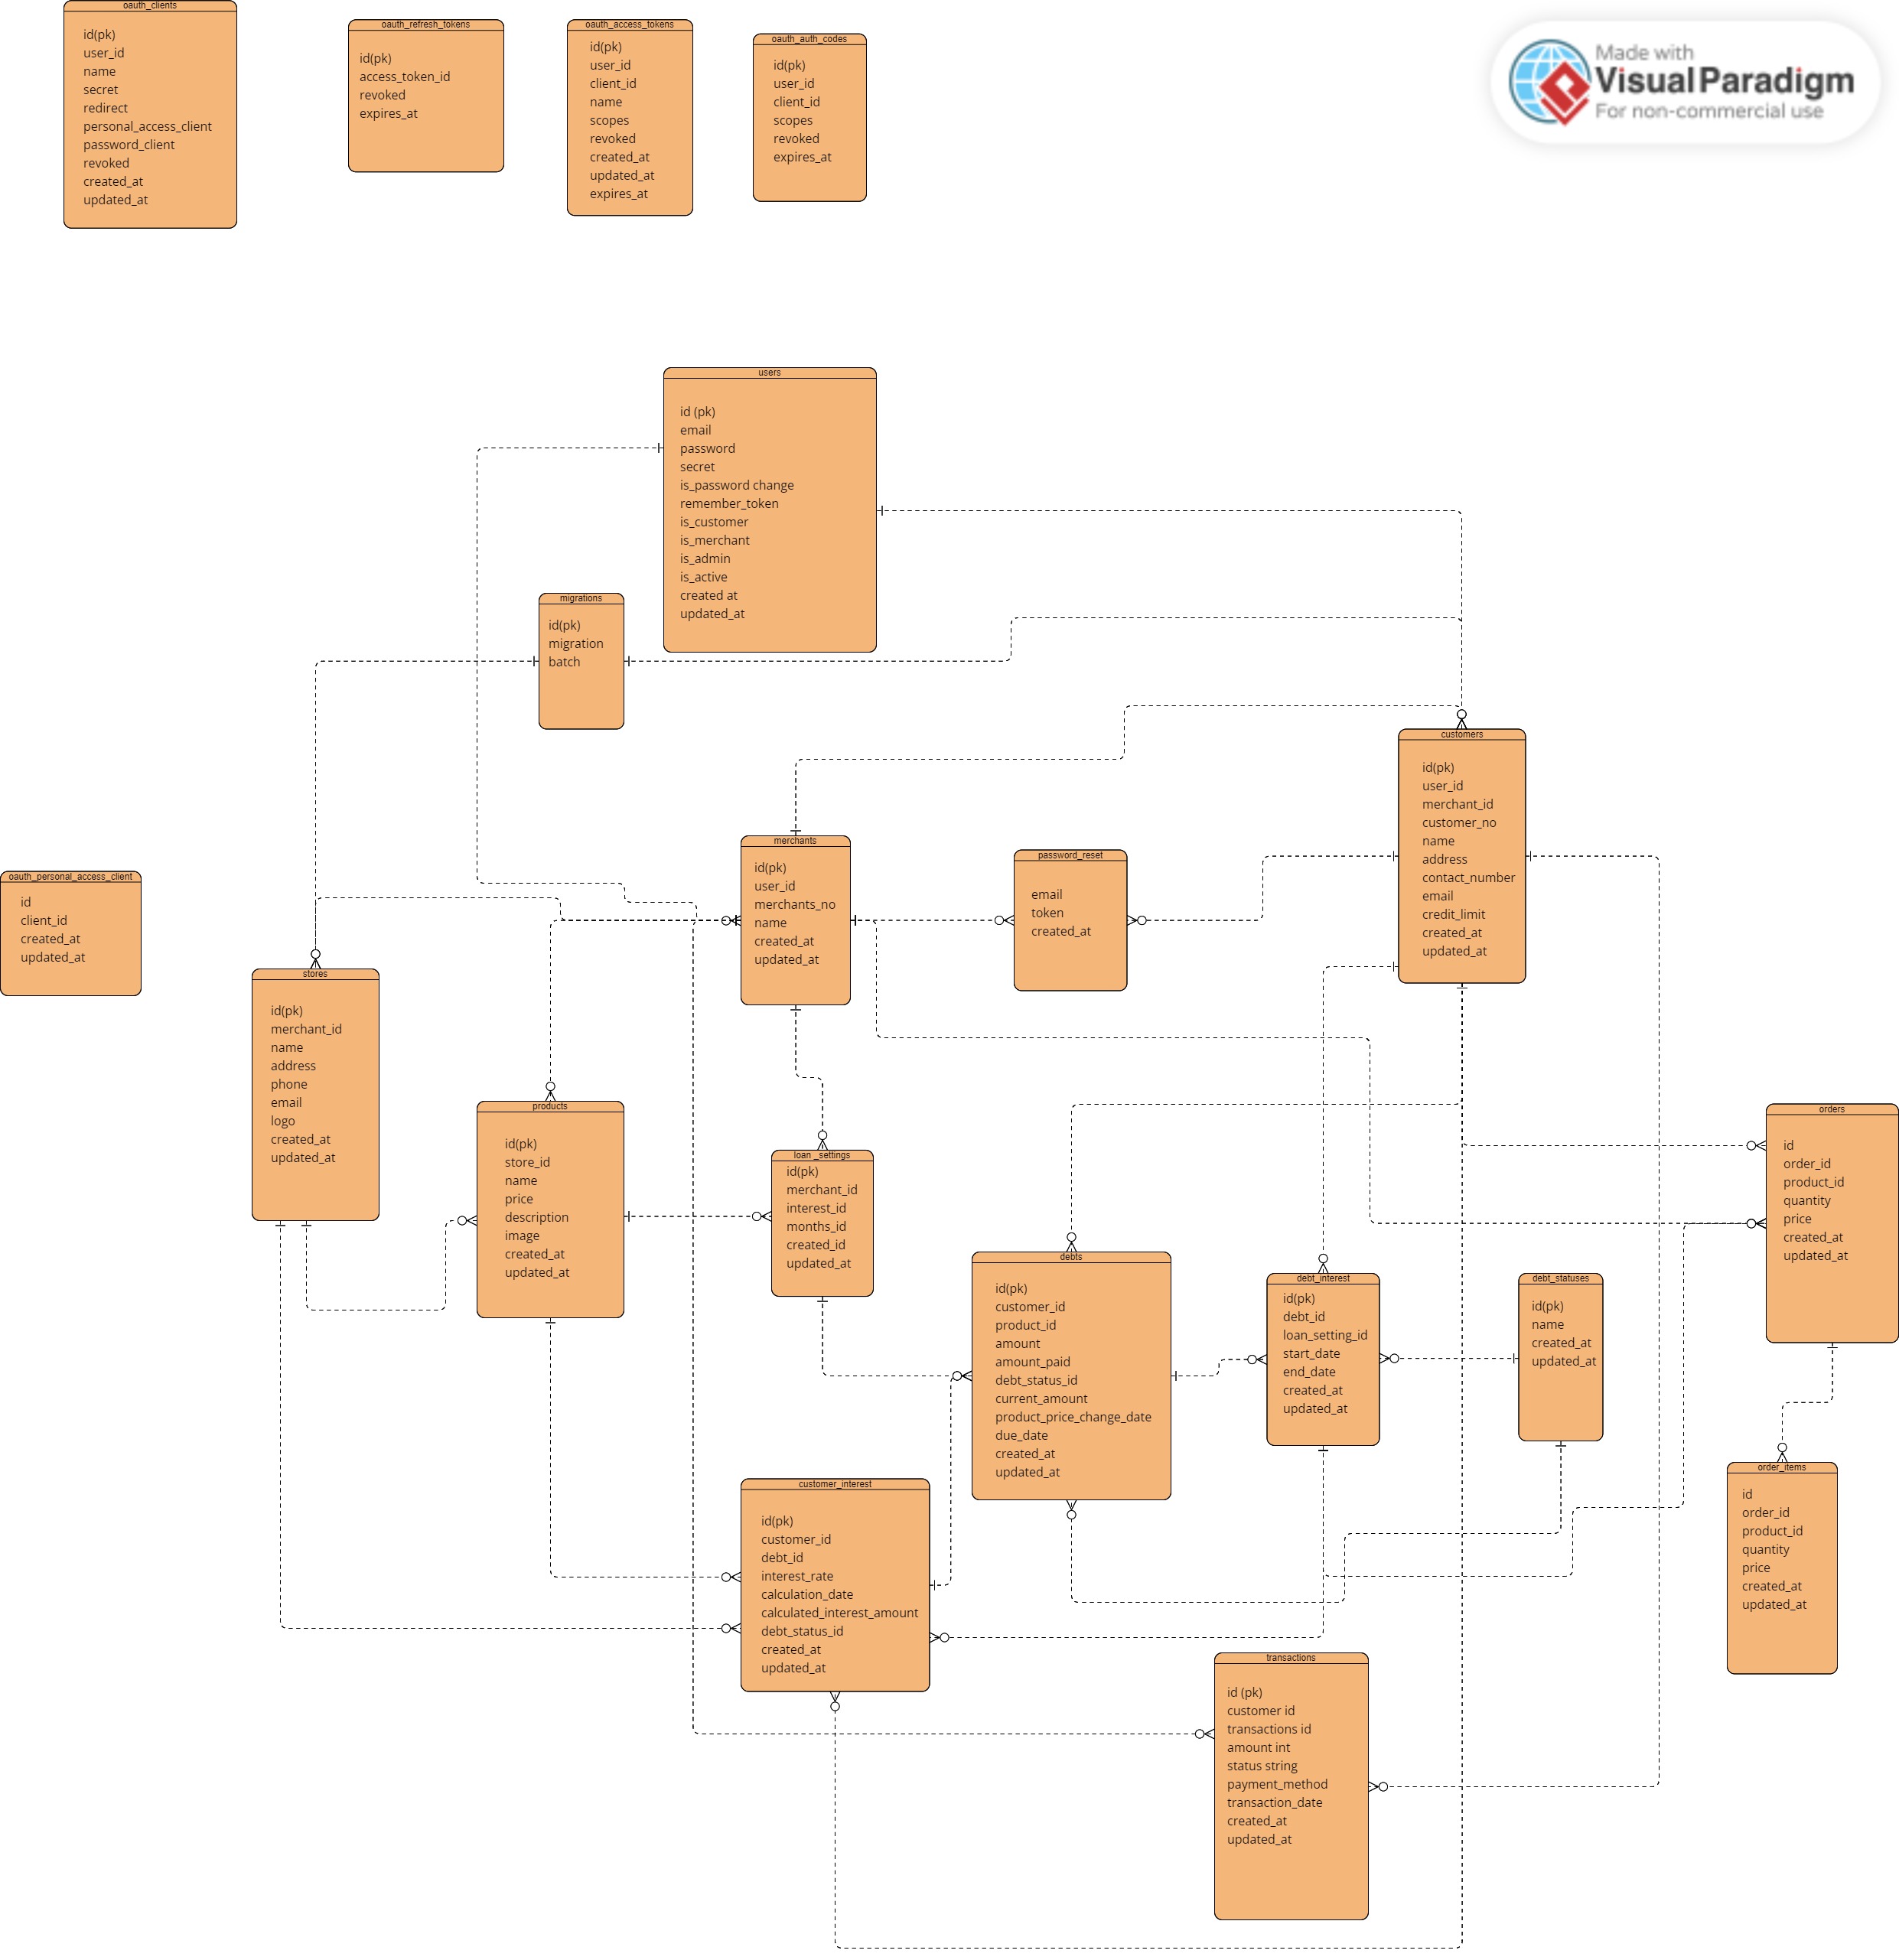 oauth_clients
id(pk)
user_id
name
secret
redirect
personal_access_client
password_client
revoked
created_at
updated_at
oauth_refresh_tokens
id(pk)
access_token_id
revoked
expires_at
oauth_access_tokens
id(pk)
user_id
client_id
name
scopes
revoked
created_at
updated_at
expires_at
oauth_auth_codes
id(pk)
user_id
client_id
scopes
revoked
expires_at
Made with
Visual Paradigm
For non-commercial use
users
id (pk)
email
password
secret
is_password change
remember_token
is_customer
is_merchant
is_admin
is_active
created at
updated_at
migrations
id(pk)
migration
batch
customers
id(pk)
user_id
merchant_id
customer_no
name
address
contact_number
email
credit_limit
created_at
updated_at
merchants
id(pk)
user_id
merchants_no
name
created_at
updated_at
password_reset
email
token
created_at
oauth_personal_access_client
id
client_id
created_at
updated_at
stores
id(pk)
merchant_id
name
address
phone
email
logo
created_at
updated_at
products
id(pk)
store_id
name
price
description
image
created_at
updated_at
loan _settings
id(pk)
merchant_id
interest_id
months_id
created_id
updated_at
orders
id
order_id
product_id
quantity
price
created_at
updated_at
debts
id(pk)
customer_id
product_id
amount
amount_paid
debt_status_id
current_amount
product_price_change_date
due_date
created_at
updated_at
debt_interest
id(pk)
debt_id
loan_setting_id
start_date
end_date
created_at
updated_at
debt_statuses
id(pk)
name
created_at
updated_at
order_items
id
order_id
product_id
quantity
price
created_at
updated_at
customer_interest
id(pk)
customer_id
debt_id
interest_rate
calculation_date
calculated_interest_amount
debt_status_id
created_at
updated_at
transactions
id (pk)
customer id
transactions id
amount int
status string
payment_method
transaction_date
created_at
updated_at